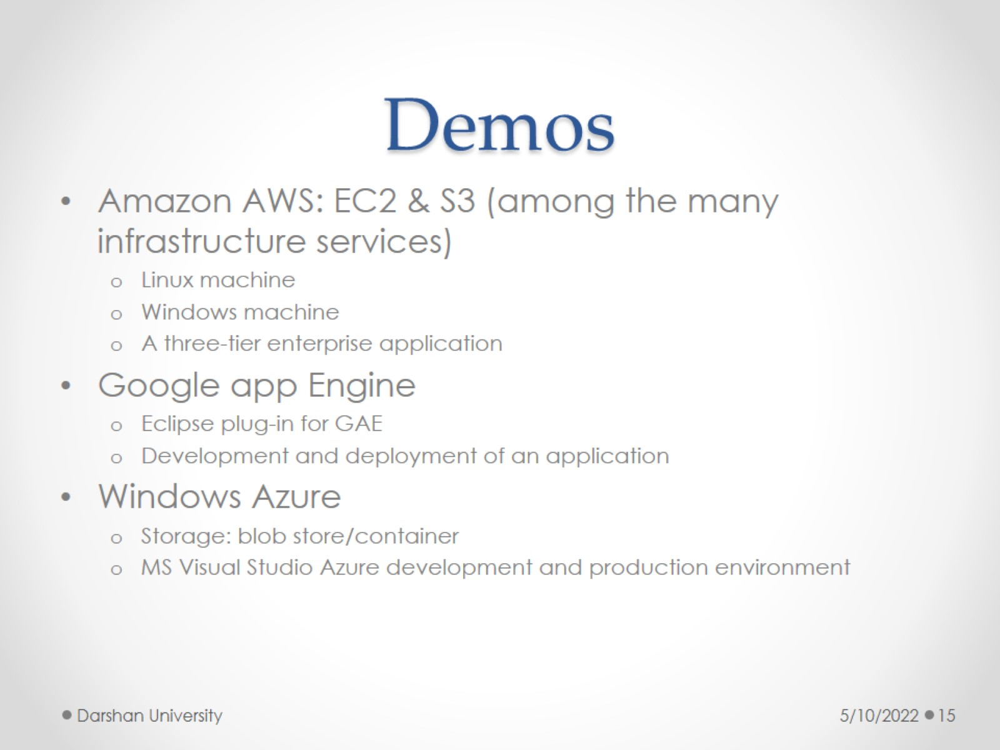 Demos
• Amazon AWS: EC2 & S3 (among the many
infrastructure services)
o Linux machine
o Windows machine
o A three-tier enterprise application
• Google app Engine
o Eclipse plug-in for GAE
o Development and deployment of an application
• Windows Azure
o Storage: blob store/container
o MS Visual Studio Azure development and production environment
● Darshan University
5/10/2022 ● 15